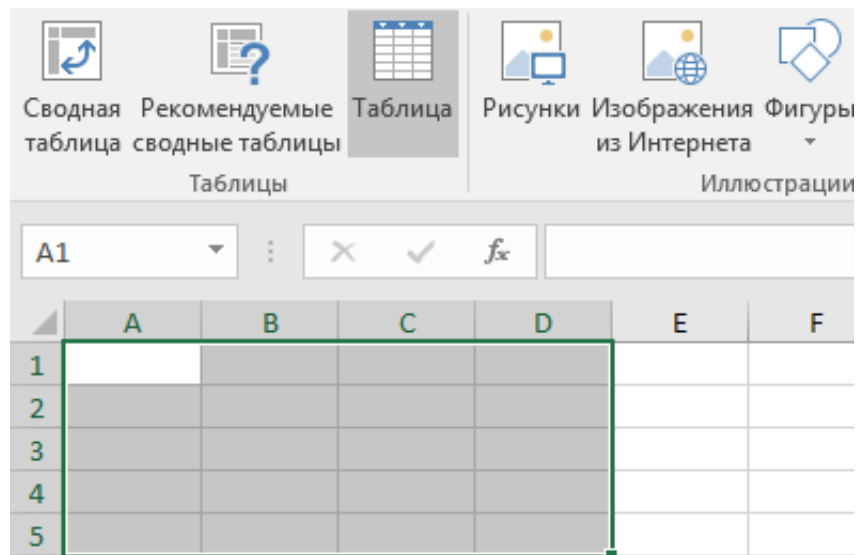 Сводная Рекомендуемые Таблица Рисунки Изображения Фигуры
таблица сводные таблицы из Интернета
Таблицы Иллюстрации
A1 fx
A B C D E F
1
2
3
4
5